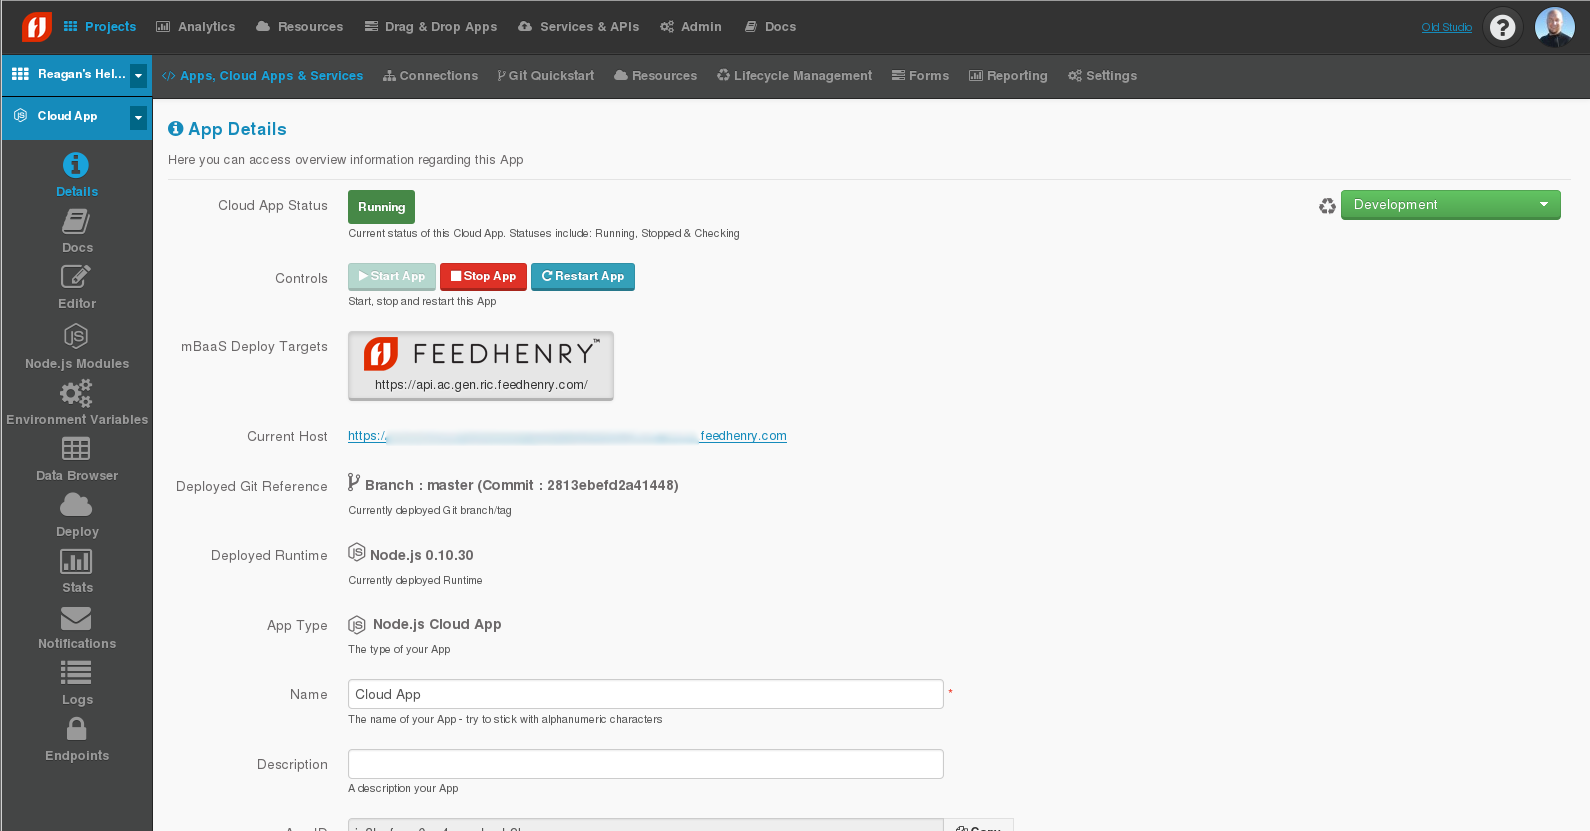 Projects Analytics Resources Drag & Drop Apps Services & APIs Admin Docs Old Studio
Reagan's Hel... Apps, Cloud Apps & Services Connections Git Quickstart Resources Lifecycle Management Forms Reporting Settings
Cloud App
Details
Docs
Editor
Node.js Modules
Environment Variables
Data Browser
Deploy
Stats
Notifications
Logs
Endpoints
App Details
Here you can access overview information regarding this App
Cloud App Status Running Development
Current status of this Cloud App. Statuses include: Running, Stopped & Checking
Controls Start App Stop App Restart App
Start, stop and restart this App
mBaaS Deploy Targets FEEDHENRY™
https://api.ac.gen.ric.feedhenry.com/
Current Host https:/ feedhenry.com
Deployed Git Reference Branch : master (Commit : 2813ebefd2a41448)
Currently deployed Git branch/tag
Deployed Runtime Node.js 0.10.30
Currently deployed Runtime
App Type Node.js Cloud App
The type of your App
Name Cloud App *
The name of your App - try to stick with alphanumeric characters
Description
A description your App